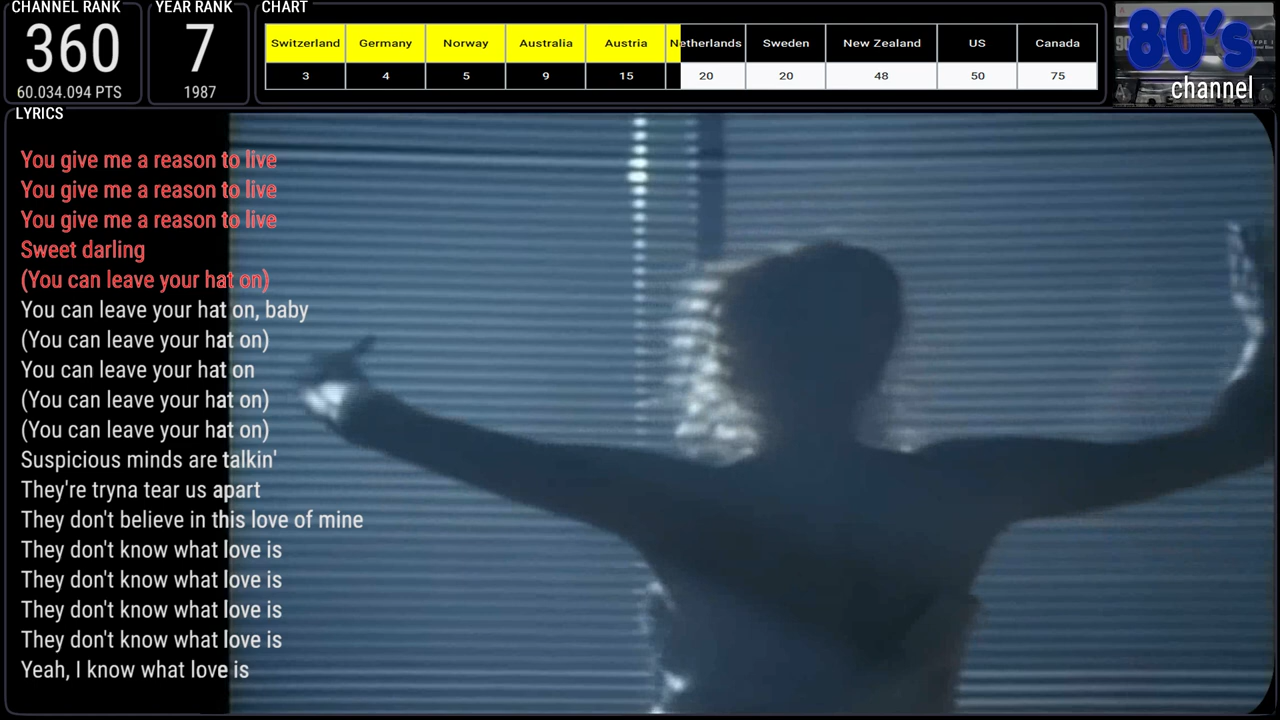 CHANNEL RANK
360
60.034.094 PTS
YEAR RANK
7
1987
CHART
Switzerland Germany Norway Australia Austria Netherlands Sweden New Zealand US Canada
3 4 5 9 15 20 20 48 50 75
80's
channel
LYRICS
You give me a reason to live
You give me a reason to live
You give me a reason to live
Sweet darling
(You can leave your hat on)
You can leave your hat on, baby
(You can leave your hat on)
You can leave your hat on
(You can leave your hat on)
(You can leave your hat on)
Suspicious minds are talkin'
They're tryna tear us apart
They don't believe in this love of mine
They don't know what love is
They don't know what love is
They don't know what love is
They don't know what love is
Yeah, I know what love is